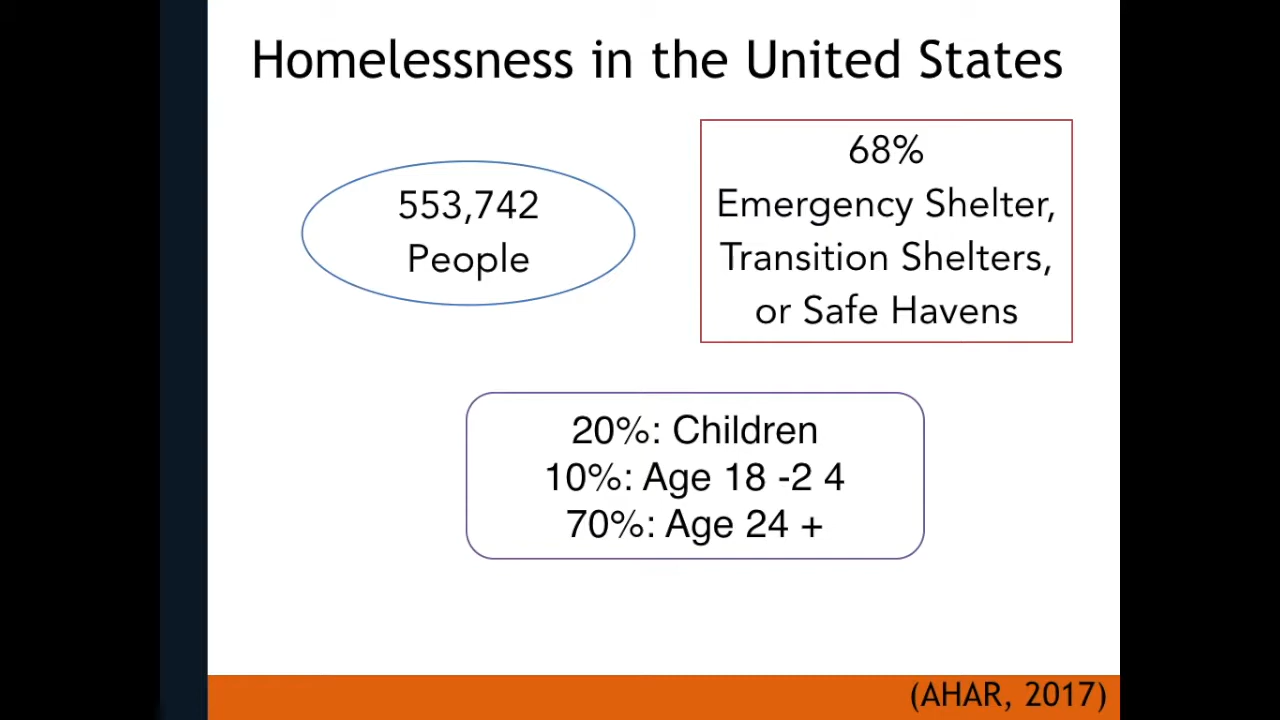 Homelessness in the United States
553,742
People
68%
Emergency Shelter,
Transition Shelters,
or Safe Havens
20%: Children
10%: Age 18 -2 4
70%: Age 24 +
(AHAR, 2017)